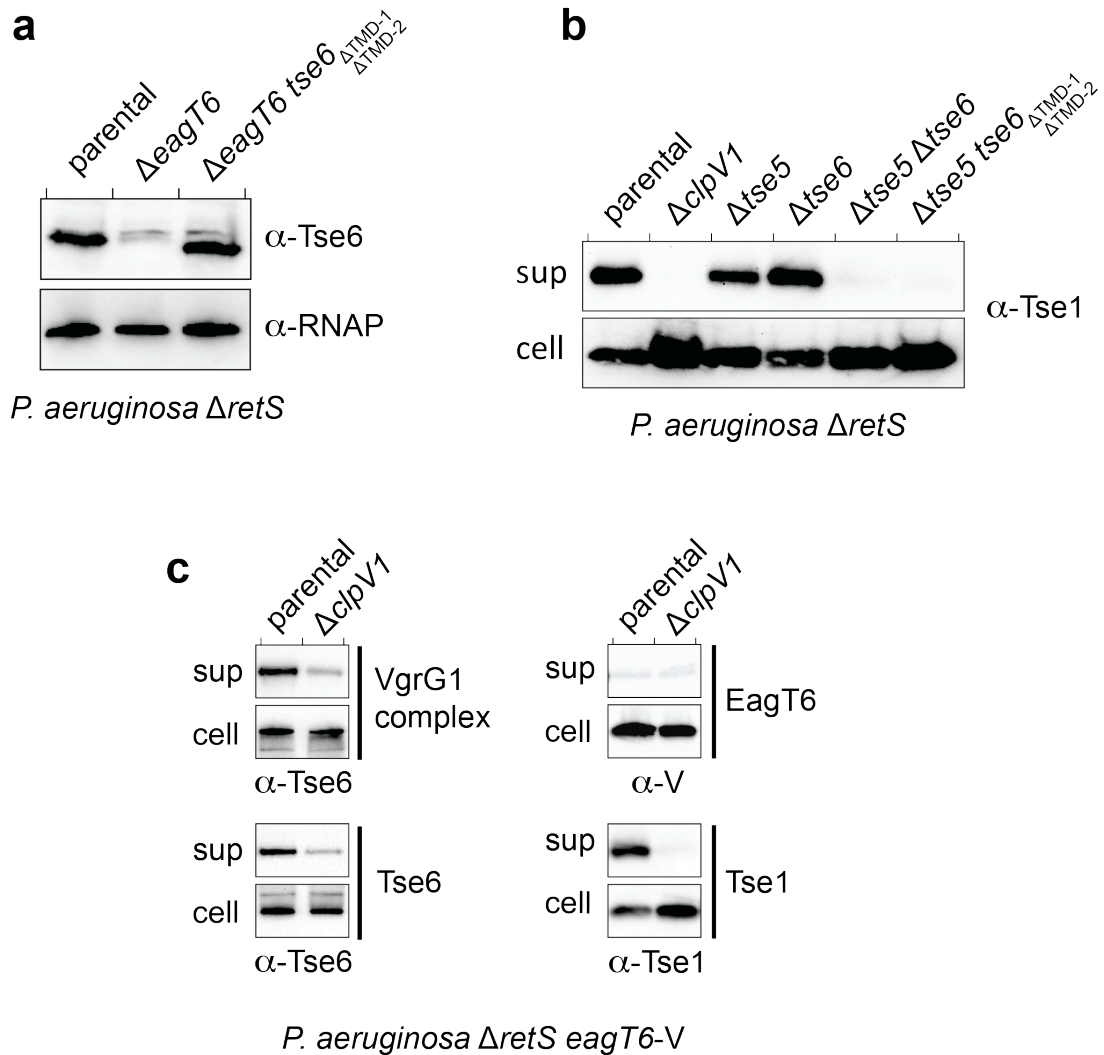 a
parental
ΔeagT6
ΔeagT6 tse6 ΔTMD-1
ΔTMD-2
α-Tse6
α-RNAP
P. aeruginosa ΔretS
b
parental
ΔclpV1
Δtse5
Δtse6
Δtse5 Δtse6
Δtse5 tse6 ΔTMD-1
ΔTMD-2
sup
cell
α-Tse1
P. aeruginosa ΔretS
c
parental
ΔclpV1
sup
cell
VgrG1
complex
α-Tse6
sup
cell
Tse6
α-Tse6
parental
ΔclpV1
sup
cell
EagT6
α-V
sup
cell
Tse1
α-Tse1
P. aeruginosa ΔretS eagT6-V